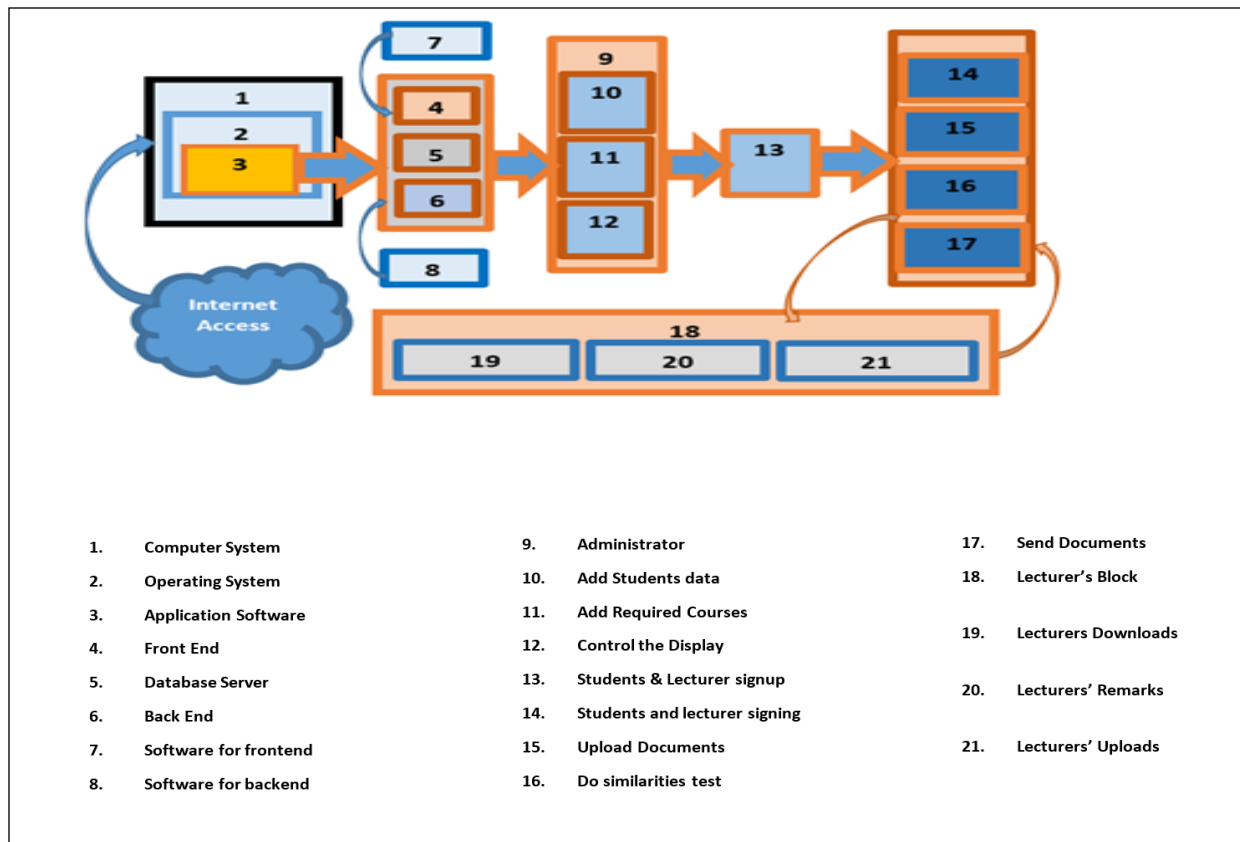 7
9
14
1
4
10
2
15
3
5
11
13
6
16
12
17
8
Internet
Access
18
19 20 21
1. Computer System
2. Operating System
3. Application Software
4. Front End
5. Database Server
6. Back End
7. Software for frontend
8. Software for backend
9. Administrator
10. Add Students data
11. Add Required Courses
12. Control the Display
13. Students & Lecturer signup
14. Students and lecturer signing
15. Upload Documents
16. Do similarities test
17. Send Documents
18. Lecturer’s Block
19. Lecturers Downloads
20. Lecturers’ Remarks
21. Lecturers’ Uploads